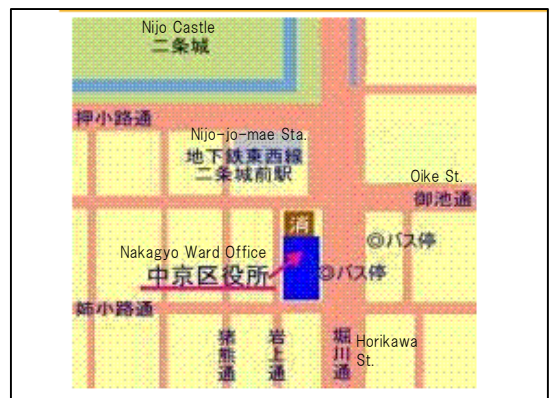 Nijo Castle
二条城
押小路通
Nijo-jo-mae Sta.
地下鉄東西線
二条城前駅
Oike St.
御池通
消
◎バス停
Nakagyo Ward Office
中京区役所
◎バス停
姉小路通
猪熊通
岩上通
堀川通
Horikawa
St.